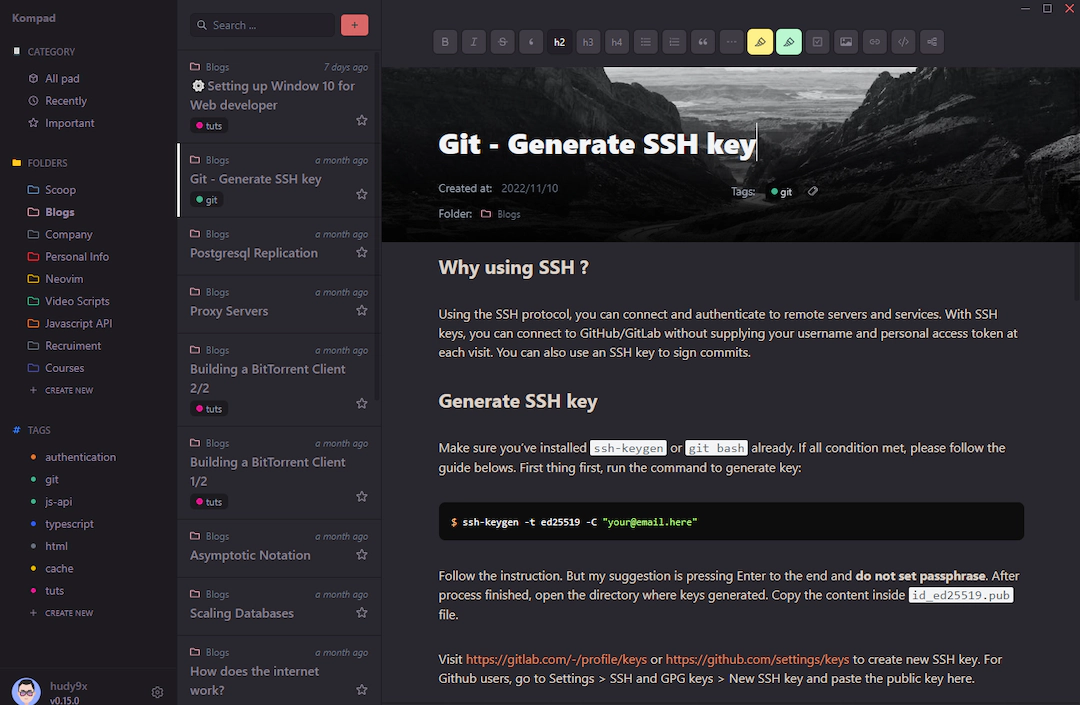 Kompad
CATEGORY
All pad
Recently
Important
FOLDERS
Scoop
Blogs
Company
Personal Info
Neovim
Video Scripts
Javascript API
Recruiment
Courses
+ CREATE NEW
# TAGS
authentication
git
js-api
typescript
html
cache
tuts
+ CREATE NEW
hudy9x
v0.15.0
Search ...
+
Blogs 7 days ago
Setting up Window 10 for
Web developer
tuts
Blogs a month ago
Git - Generate SSH key
git
Blogs a month ago
Postgresql Replication
Blogs a month ago
Proxy Servers
Blogs a month ago
Building a BitTorrent Client
2/2
tuts
Blogs a month ago
Building a BitTorrent Client
1/2
tuts
Blogs a month ago
Asymptotic Notation
Blogs a month ago
Scaling Databases
Blogs a month ago
How does the internet
work?
B I S h2 h3 h4
Git - Generate SSH key
Created at: 2022/11/10 Tags: git
Folder: Blogs
Why using SSH ?
Using the SSH protocol, you can connect and authenticate to remote servers and services. With SSH
keys, you can connect to GitHub/GitLab without supplying your username and personal access token at
each visit. You can also use an SSH key to sign commits.
Generate SSH key
Make sure you've installed ssh-keygen or git bash already. If all condition met, please follow the
guide belows. First thing first, run the command to generate key:
$ ssh-keygen -t ed25519 -C "your@email.here"
Follow the instruction. But my suggestion is pressing Enter to the end and do not set passphrase. After
process finished, open the directory where keys generated. Copy the content inside id_ed25519.pub
file.
Visit https://gitlab.com/-/profile/keys or https://github.com/settings/keys to create new SSH key. For
Github users, go to Settings > SSH and GPG keys > New SSH key and paste the public key here.